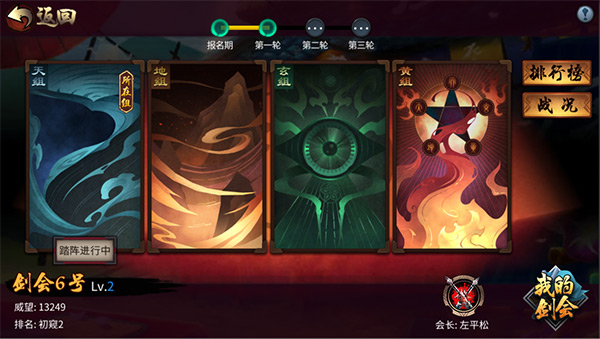 返回
报名期
第一轮
第二轮
第三轮
天组
所在组
地组
玄组
黄组
排行榜
战况
踏阵进行中
剑会6号 Lv.2
威望: 13249
排名: 初窥2
会长: 左平松
我的
剑会